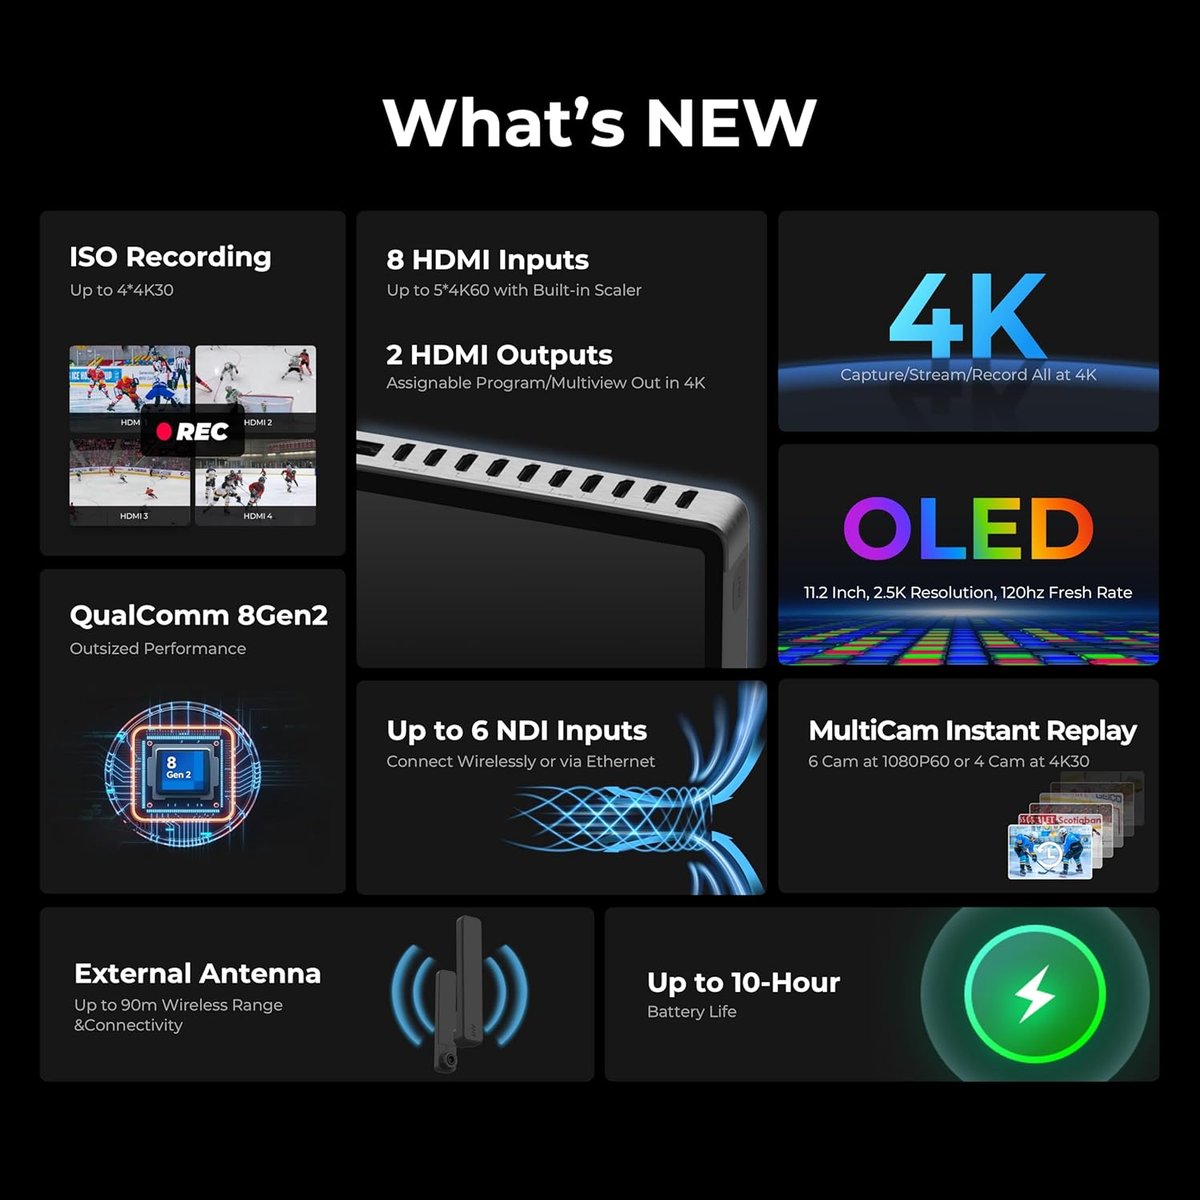 What's NEW
ISO Recording
Up to 4*4K30
HDMI 2
REC
HDMI 3
HDMI 4
8 HDMI Inputs
Up to 5*4K60 with Built-in Scaler
2 HDMI Outputs
Assignable Program/Multiview Out in 4K
4K
Capture/Stream/Record All at 4K
OLED
11.2 Inch, 2.5K Resolution, 120hz Fresh Rate
QualComm 8Gen2
Outsized Performance
8
Gen 2
Up to 6 NDI Inputs
Connect Wirelessly or via Ethernet
MultiCam Instant Replay
6 Cam at 1080P60 or 4 Cam at 4K30
External Antenna
Up to 90m Wireless Range
&Connectivity
Up to 10-Hour
Battery Life